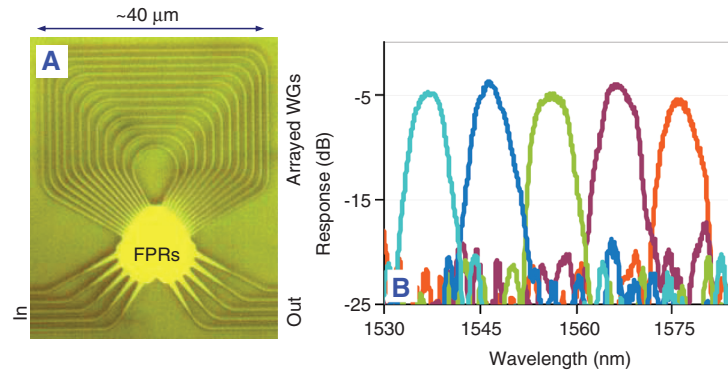 ~40 μm
A
Arrayed WGs
FPRs
In
Out
Response (dB)
-5
-15
-25
B
1530
1545
1560
1575
Wavelength (nm)